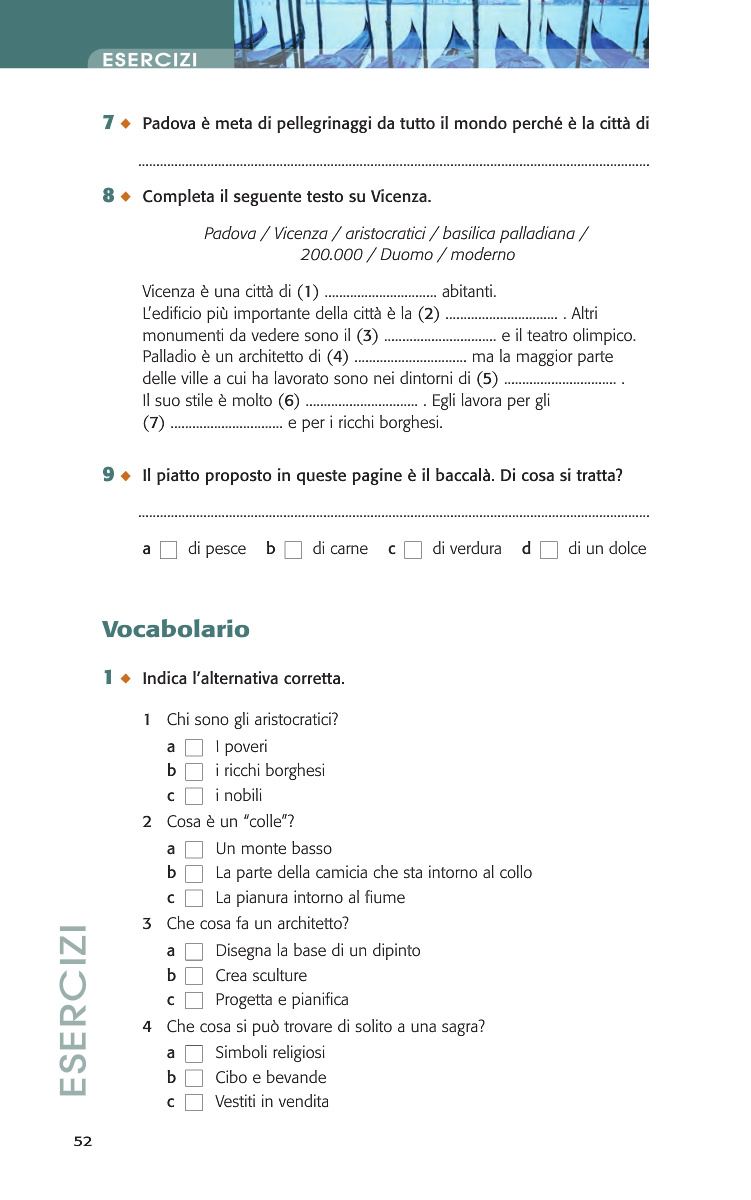 ESERCIZI
7 ◆ Padova è meta di pellegrinaggi da tutto il mondo perché è la città di
................................................................................
8 ◆ Completa il seguente testo su Vicenza.
Padova / Vicenza / aristocratici / basilica palladiana /
200.000 / Duomo / moderno
Vicenza è una città di (1) ............................... abitanti.
L’edificio più importante della città è la (2) ............................... . Altri
monumenti da vedere sono il (3) ............................... e il teatro olimpico.
Palladio è un architetto di (4) ............................... ma la maggior parte
delle ville a cui ha lavorato sono nei dintorni di (5) ............................... .
Il suo stile è molto (6) ............................... . Egli lavora per gli
(7) ............................... e per i ricchi borghesi.
9 ◆ Il piatto proposto in queste pagine è il baccalà. Di cosa si tratta?
................................................................................
a □ di pesce b □ di carne c □ di verdura d □ di un dolce
Vocabolario
1 ◆ Indica l’alternativa corretta.
1 Chi sono gli aristocratici?
a □ I poveri
b □ i ricchi borghesi
c □ i nobili
2 Cosa è un “colle”?
a □ Un monte basso
b □ La parte della camicia che sta intorno al collo
c □ La pianura intorno al fiume
3 Che cosa fa un architetto?
a □ Disegna la base di un dipinto
b □ Crea sculture
c □ Progetta e pianifica
4 Che cosa si può trovare di solito a una sagra?
a □ Simboli religiosi
b □ Cibo e bevande
c □ Vestiti in vendita
ESERCIZI
52